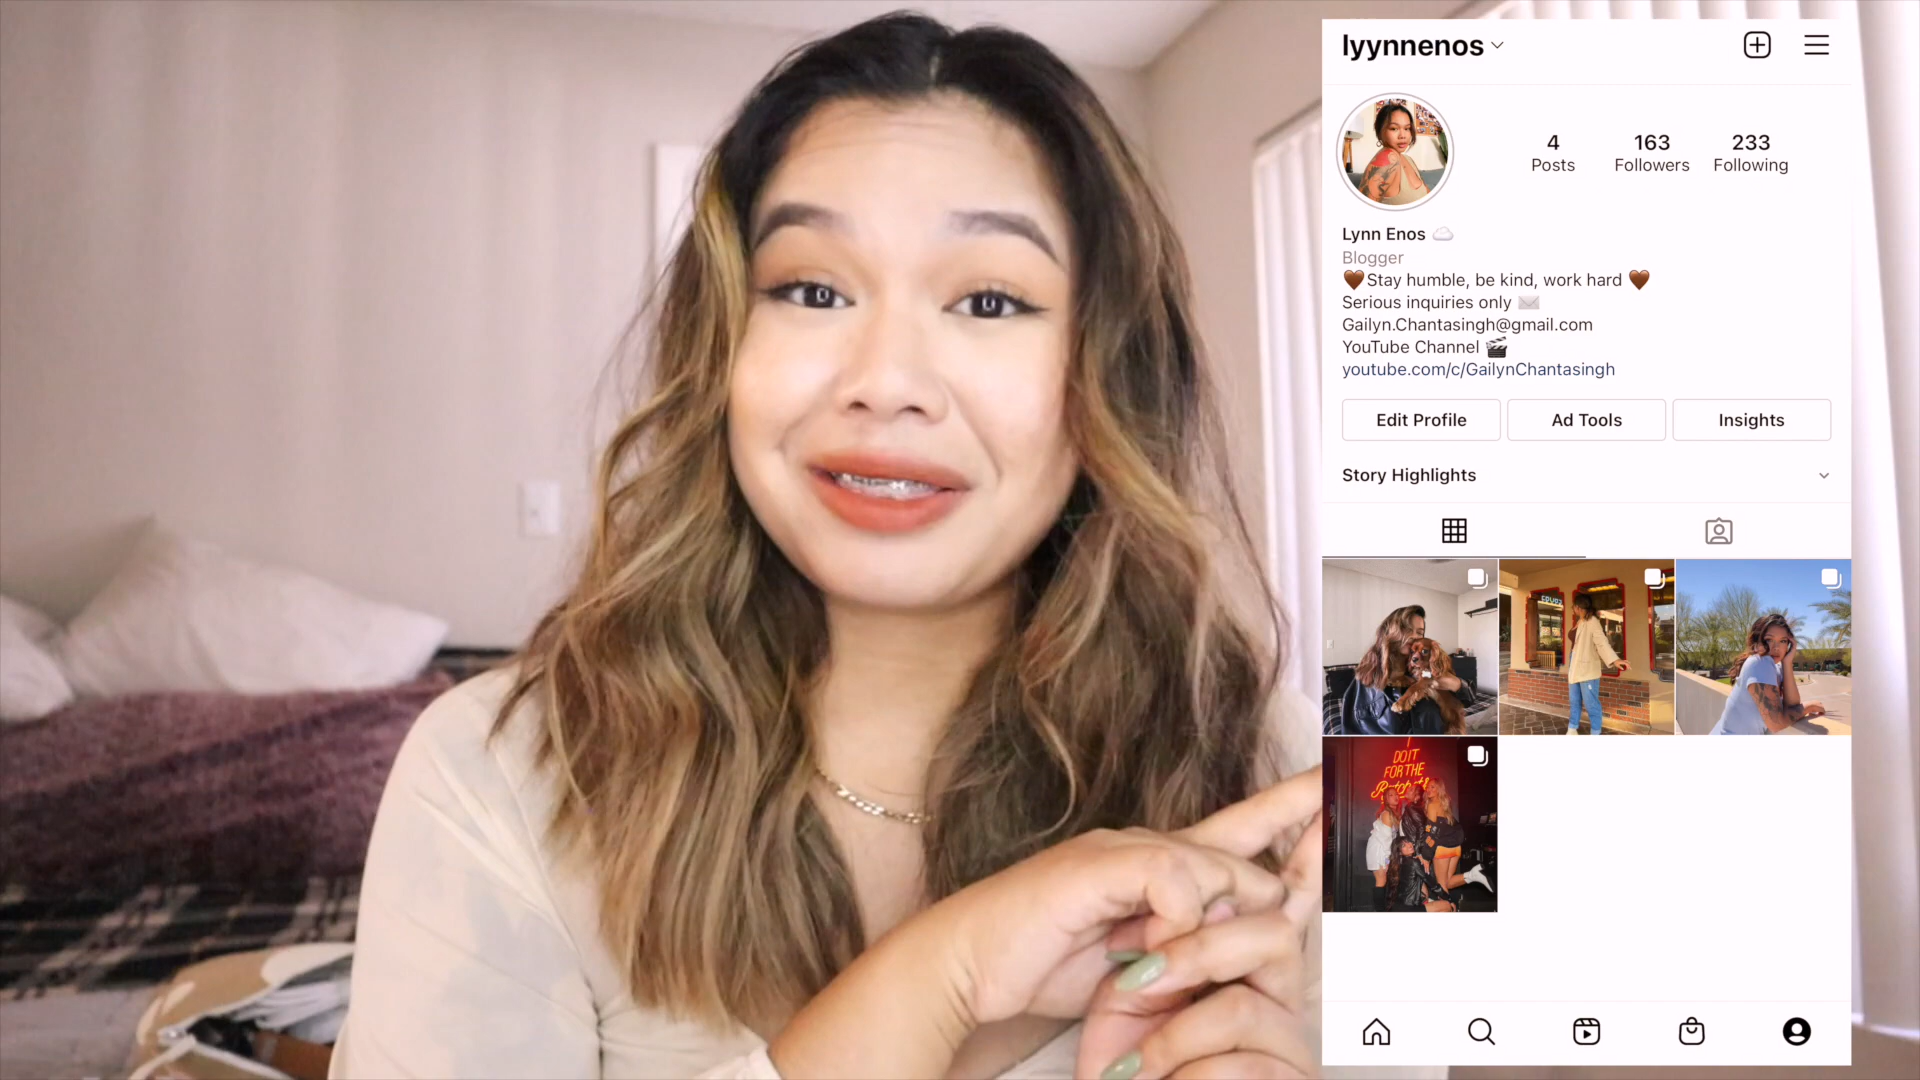 lyynnenos
4 163 233
Posts Followers Following
Lynn Enos
Blogger
🤎Stay humble, be kind, work hard 🤎
Serious inquiries only
Gailyn.Chantasingh@gmail.com
YouTube Channel 🎬
youtube.com/c/GailynChantasingh
Edit Profile Ad Tools Insights
Story Highlights
I
DO IT
FOR THE